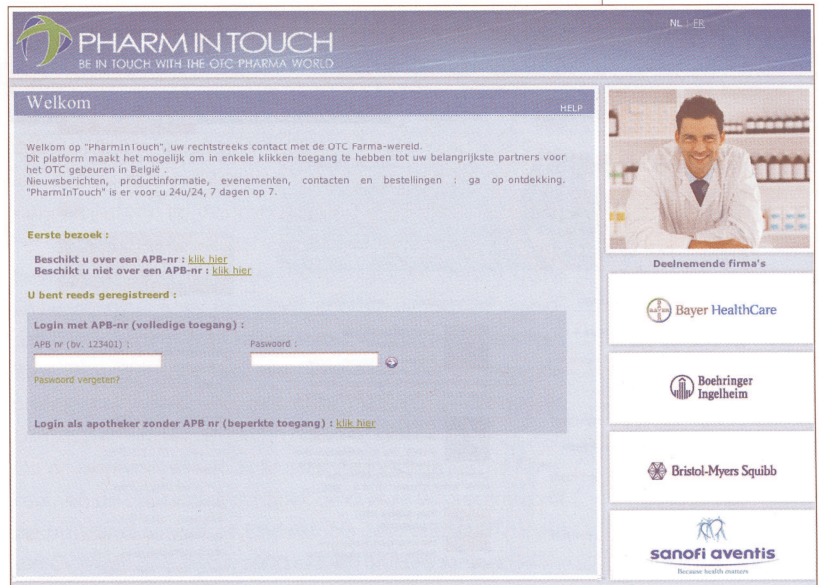 PHARM IN TOUCH
BE IN TOUCH WITH THE OTC PHARMA WORLD
NL | FR
Welkom
HELP
Welkom op "PharmInTouch", uw rechtstreeks contact met de OTC Farma-wereld.
Dit platform maakt het mogelijk om in enkele klikken toegang te hebben tot uw belangrijkste partners voor
het OTC gebeuren in België .
Nieuwsberichten, productinformatie, evenementen, contacten en bestellingen : ga op ontdekking.
"PharmInTouch" is er voor u 24u/24, 7 dagen op 7.
Eerste bezoek :
Beschikt u over een APB-nr : klik hier
Beschikt u niet over een APB-nr : klik hier
U bent reeds geregistreerd :
Login met APB-nr (volledige toegang) :
APB nr (bv. 123401) :
Paswoord :
Paswoord vergeten?
Login als apotheker zonder APB nr (beperkte toegang) : klik hier
Deelnemende firma's
Bayer HealthCare
Boehringer
Ingelheim
Bristol-Myers Squibb
sanofi aventis
Because health matters